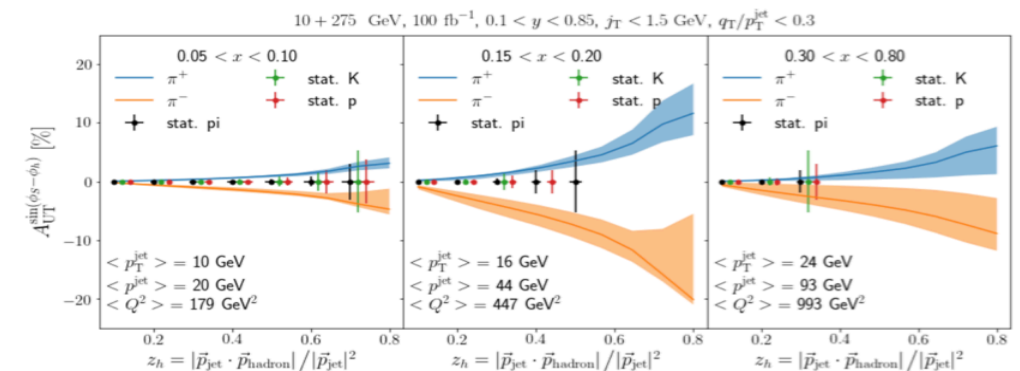 10 + 275 GeV, 100 fb⁻¹, 0.1 < y < 0.85, j_T < 1.5 GeV, q_T/p_T^jet < 0.3
0.05 < x < 0.10
π⁺ stat. K
π⁻ stat. p
stat. pi
< p_T^jet > = 10 GeV
< p^jet > = 20 GeV
< Q² > = 179 GeV²
0.15 < x < 0.20
π⁺ stat. K
π⁻ stat. p
stat. pi
< p_T^jet > = 16 GeV
< p^jet > = 44 GeV
< Q² > = 447 GeV²
0.30 < x < 0.80
π⁺ stat. K
π⁻ stat. p
stat. pi
< p_T^jet > = 24 GeV
< p^jet > = 93 GeV
< Q² > = 993 GeV²
A_UT^sin(φ_S−φ_h) [%]
20
10
0
−10
−20
0.2 0.4 0.6 0.8
0.2 0.4 0.6 0.8
0.2 0.4 0.6 0.8
z_h = |p⃗_jet · p⃗_hadron| / |p⃗_jet|²
z_h = |p⃗_jet · p⃗_hadron| / |p⃗_jet|²
z_h = |p⃗_jet · p⃗_hadron| / |p⃗_jet|²